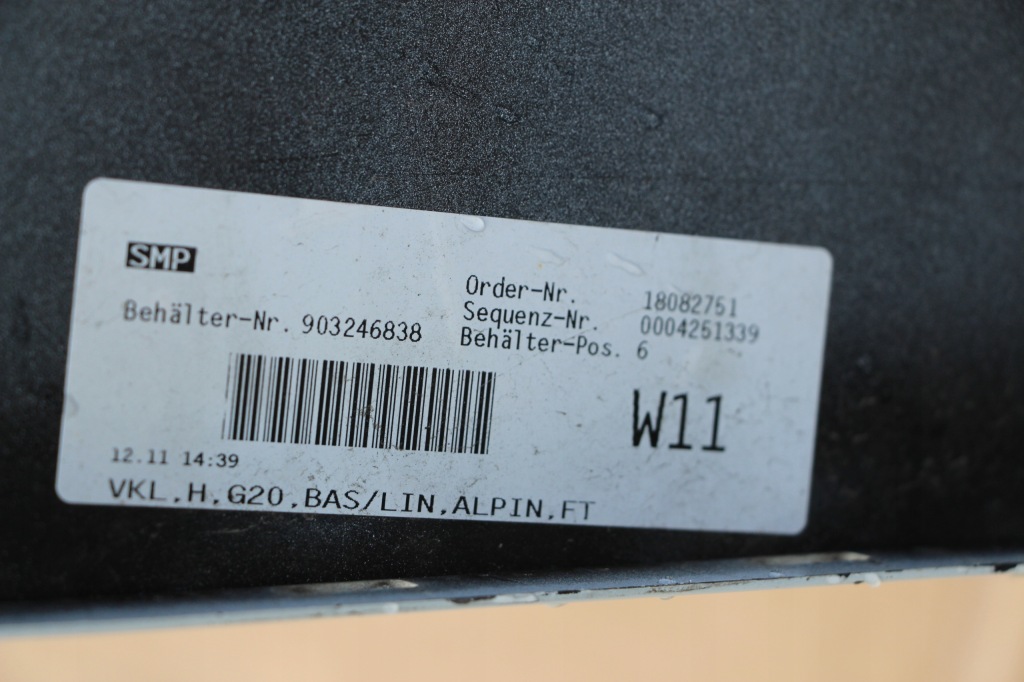 SMP
Order-Nr. 18082751
Sequenz-Nr. 0004251339
Behälter-Nr. 903246838
Behälter-Pos. 6
W11
12.11 14:39
VKL,H,G20,BAS/LIN,ALPIN,FT